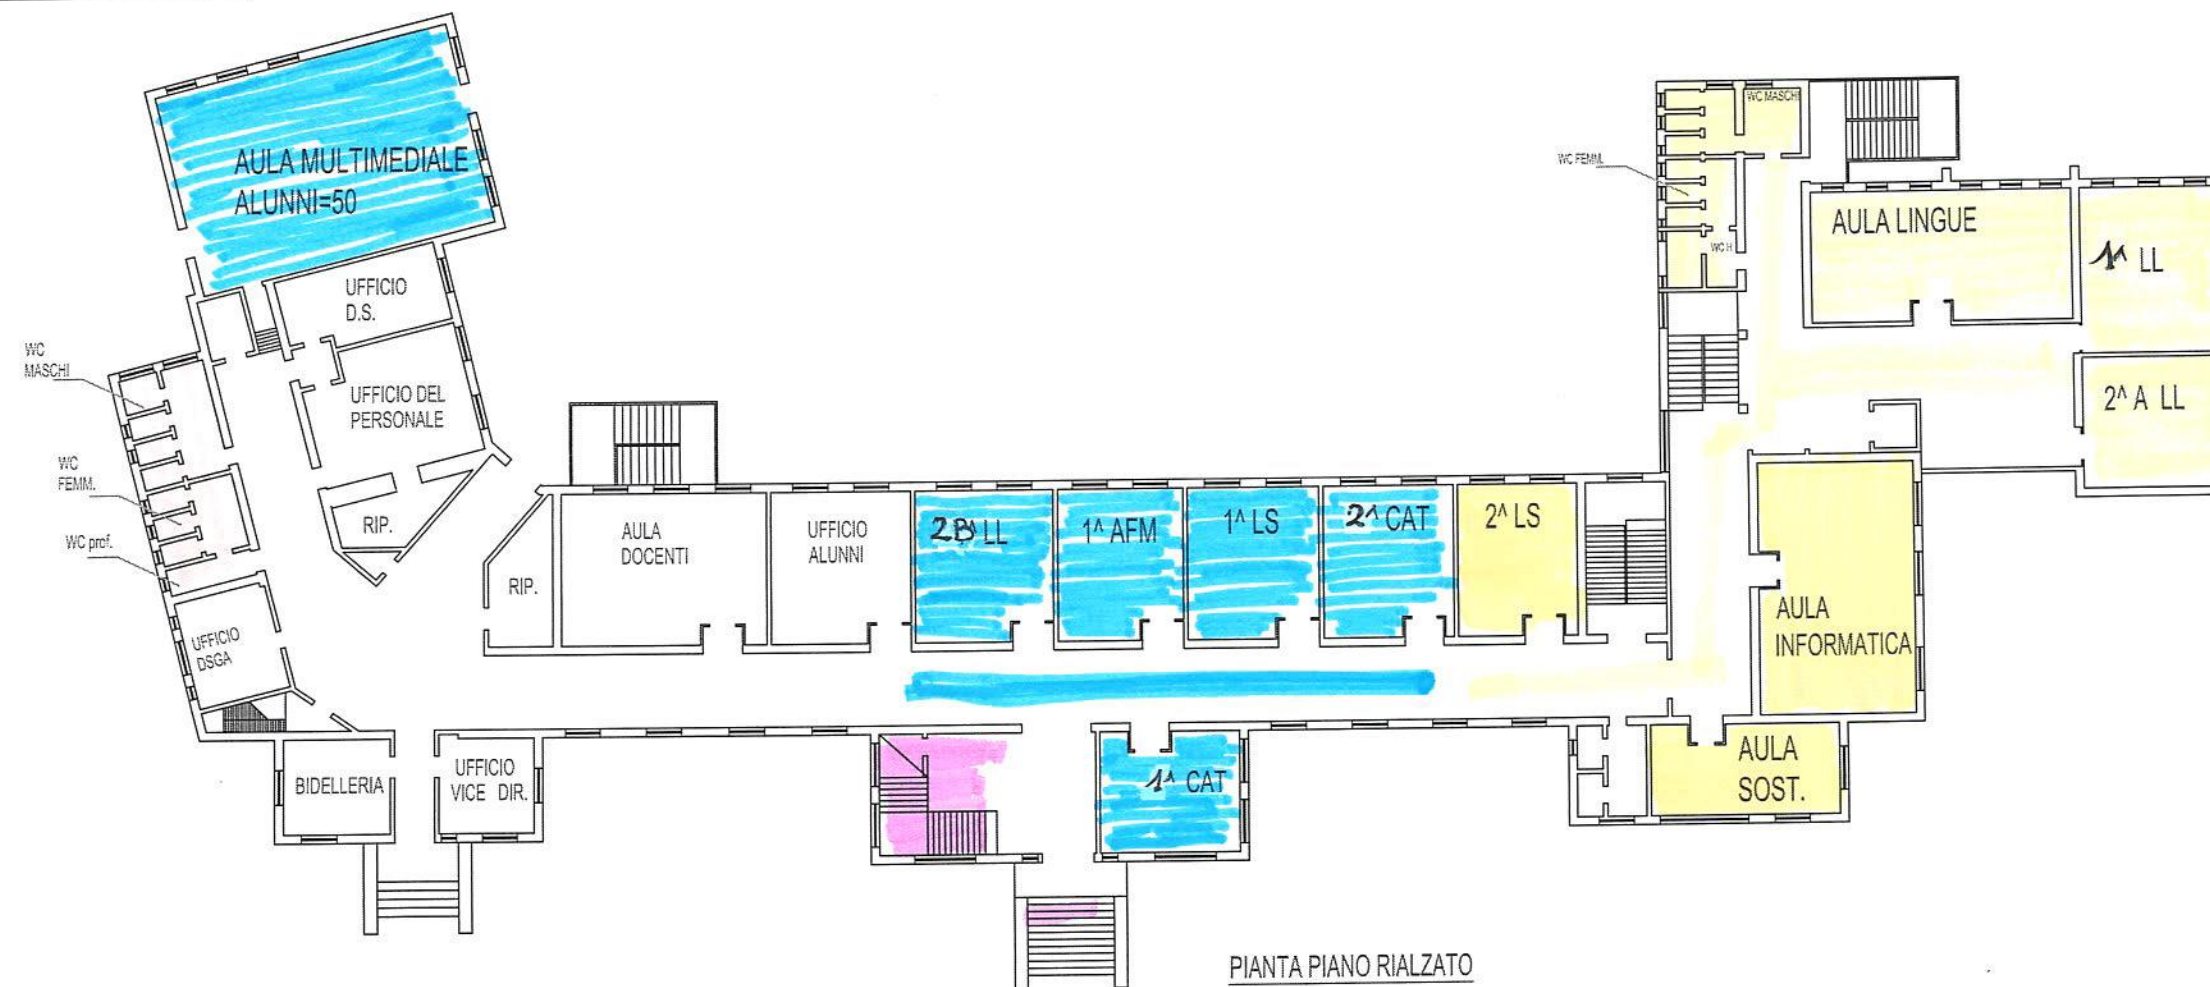 AULA MULTIMEDIALE
ALUNNI=50
UFFICIO
D.S.
WC
MASCHI
UFFICIO DEL
PERSONALE
WC
FEMM.
WC prof.
RIP.
UFFICIO
DSGA
RIP.
AULA
DOCENTI
UFFICIO
ALUNNI
2B^ LL
1^ AFM
1^ LS
2^ CAT
2^ LS
BIDELLERIA
UFFICIO
VICE DIR.
1^ CAT
WC MASCHI
WC FEMM.
WC H
AULA LINGUE
1^ LL
2^ A LL
AULA
INFORMATICA
AULA
SOST.
PIANTA PIANO RIALZATO